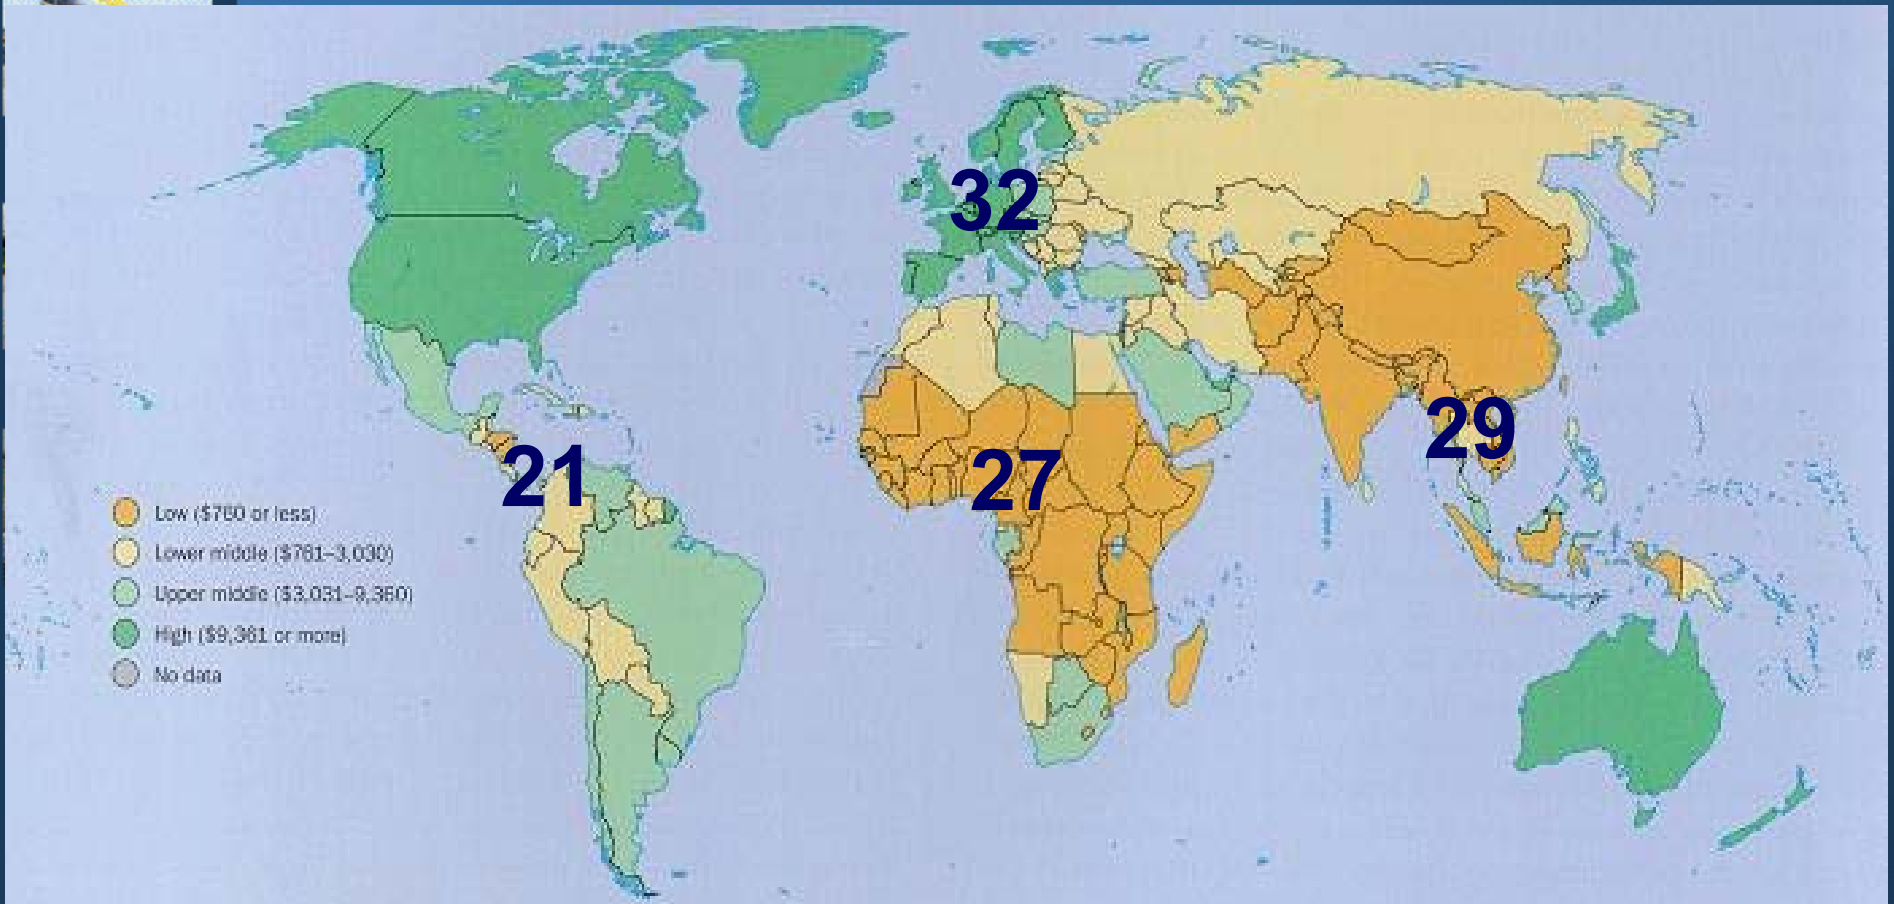 32
29
21
27
Low ($760 or less)
Lower middle ($761–3,030)
Upper middle ($3,031–9,360)
High ($9,361 or more)
No data